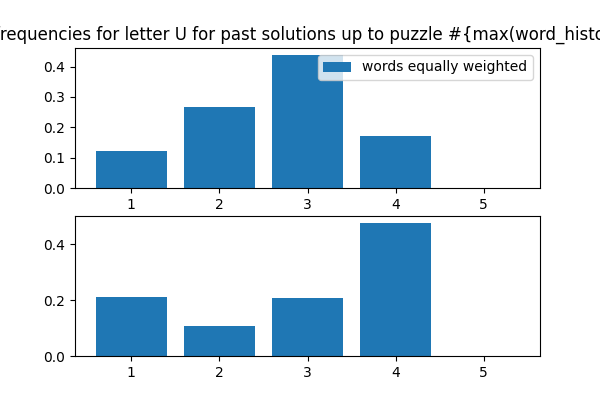 requencies for letter U for past solutions up to puzzle #{max(word_histo
words equally weighted
0.4
0.3
0.2
0.1
0.0
1 2 3 4 5
0.4
0.2
0.0
1 2 3 4 5